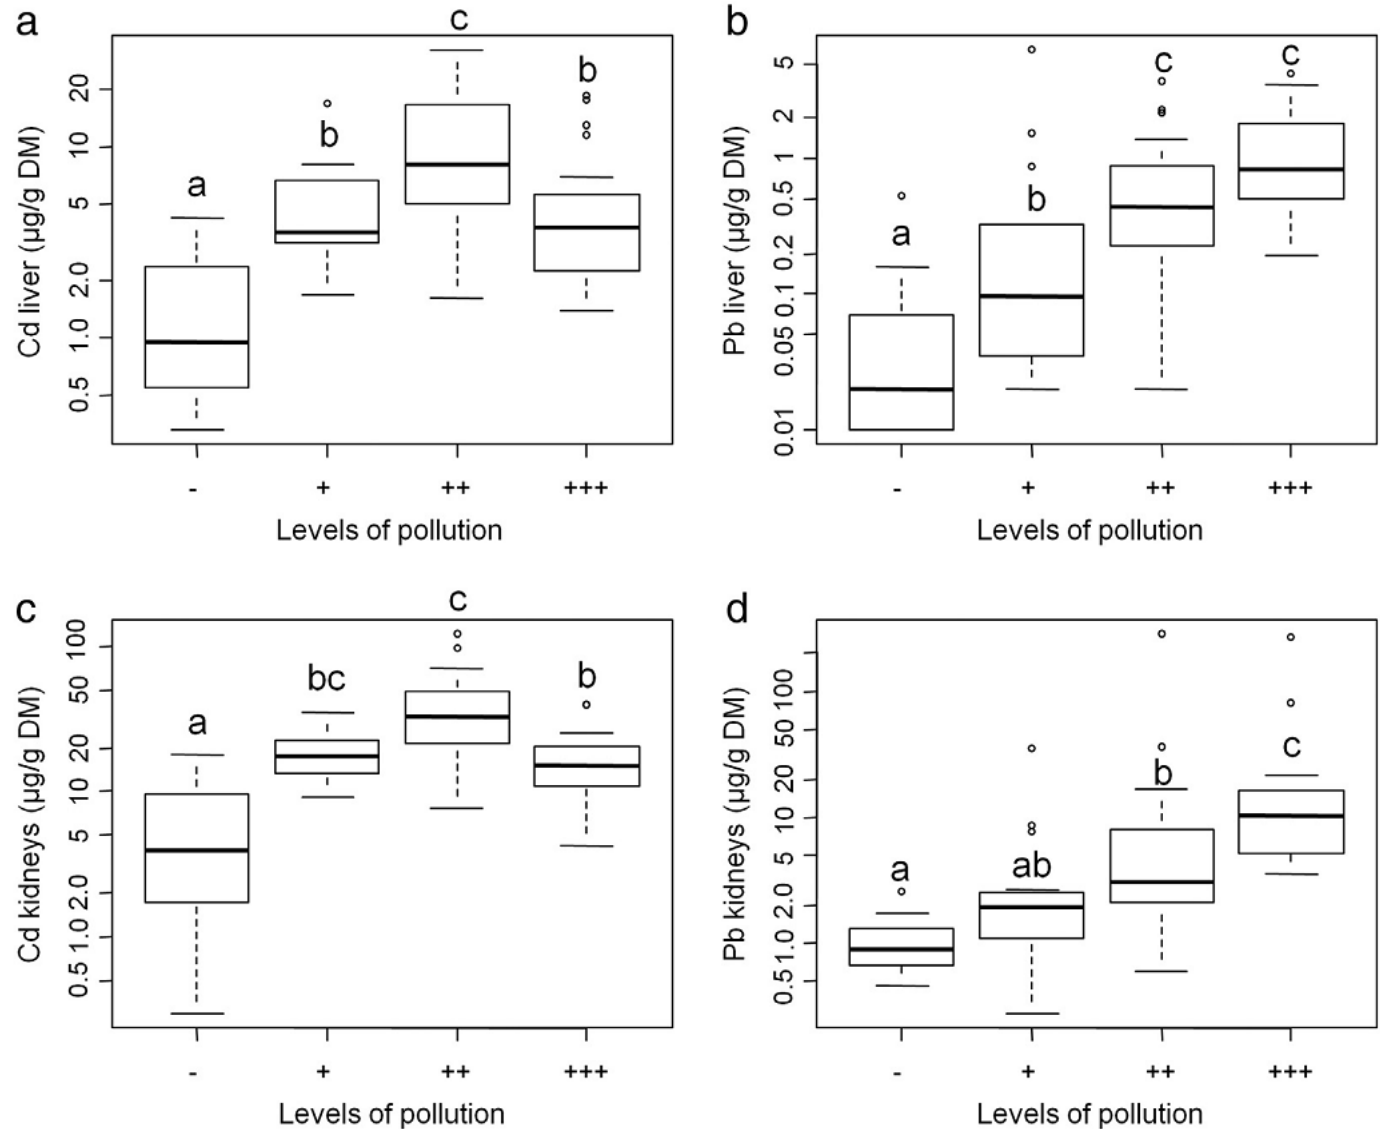 a
Cd liver (µg/g DM)
20
10
5
2.0
1.0
0.5
a
b
c
b
- + ++ +++
Levels of pollution
b
Pb liver (µg/g DM)
5
2
1
0.5
0.2
0.1
0.05
0.01
a
b
c
c
- + ++ +++
Levels of pollution
c
Cd kidneys (µg/g DM)
100
50
20
10
5
2.0
1.0
0.5
a
bc
c
b
- + ++ +++
Levels of pollution
d
Pb kidneys (µg/g DM)
100
50
20
10
5
2.0
1.0
0.5
a
ab
b
c
- + ++ +++
Levels of pollution